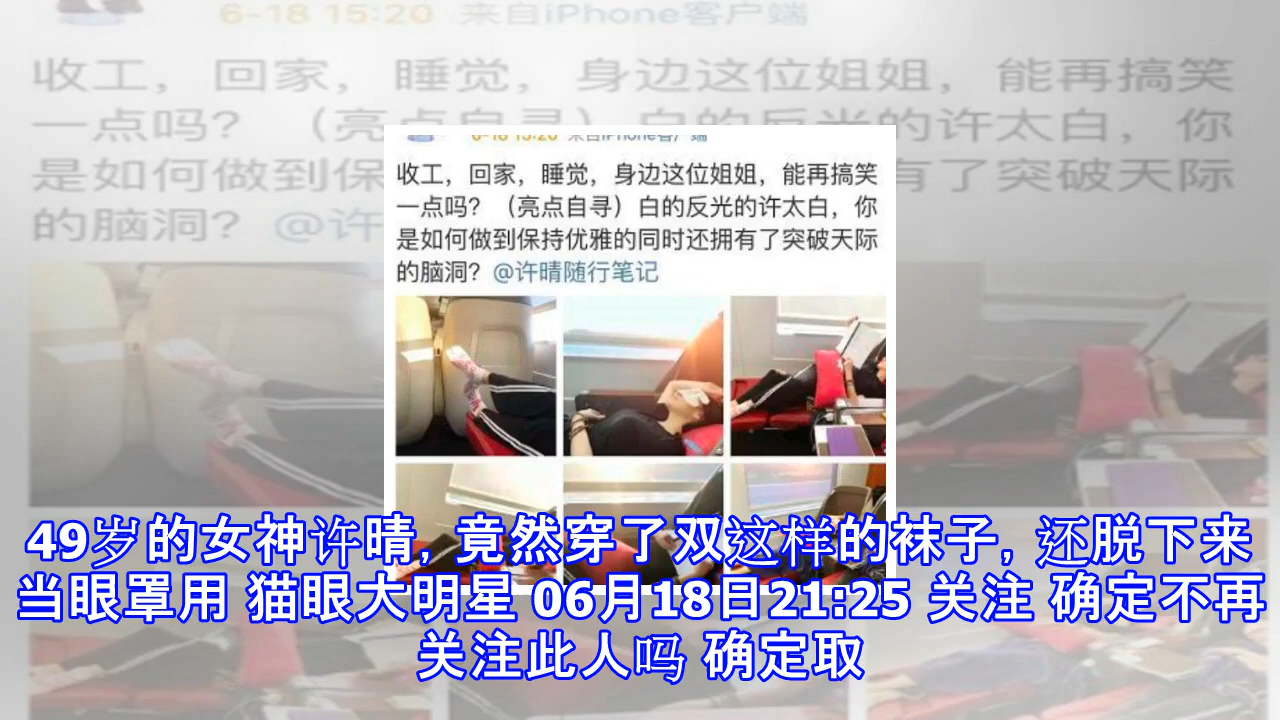 6-18 15:20 来自iPhone客户端
收工，回家，睡觉，身边这位姐姐，能再搞笑
一点吗？（亮点自寻）白的反光的许太白，你
是如何做到保持优雅的同时还拥有了突破天际
的脑洞？@许晴随行笔记
49岁的女神许晴, 竟然穿了双这样的袜子, 还脱下来
当眼罩用 猫眼大明星 06月18日21:25 关注 确定不再
关注此人吗 确定取